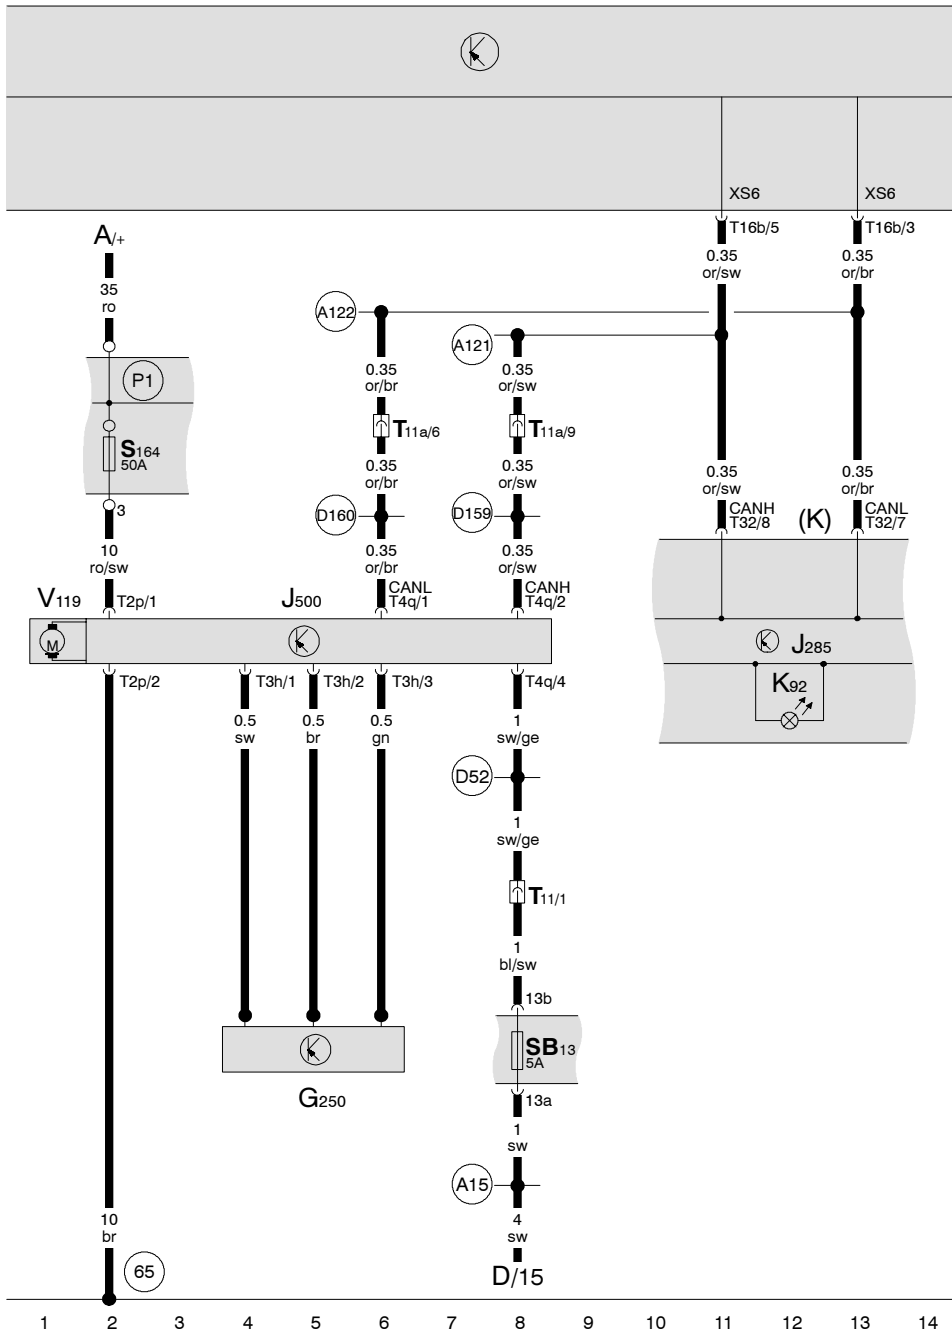 XS6 XS6
T16b/5 T16b/3
A/+
0.35 0.35
or/sw or/br
35
ro
A122
A121
P1
0.35 0.35
or/br or/sw
T11a/6 T11a/9
S164
50A
0.35 0.35 0.35 0.35
or/br or/sw or/sw or/br
3
D160 D159
CANH (K) CANL
T32/8 T32/7
10 0.35 0.35
ro/sw or/br or/sw
V119 T2p/1 J500 CANL CANH
T4q/1 T4q/2
M
J285
T2p/2 T3h/1 T3h/2 T3h/3 T4q/4
K92
0.5 0.5 0.5 1
sw br gn sw/ge
D52
1
sw/ge
T11/1
1
bl/sw
13b
SB13
5A
G250
13a
1
sw
A15
10 4
br sw
65
D/15
1 2 3 4 5 6 7 8 9 10 11 12 13 14